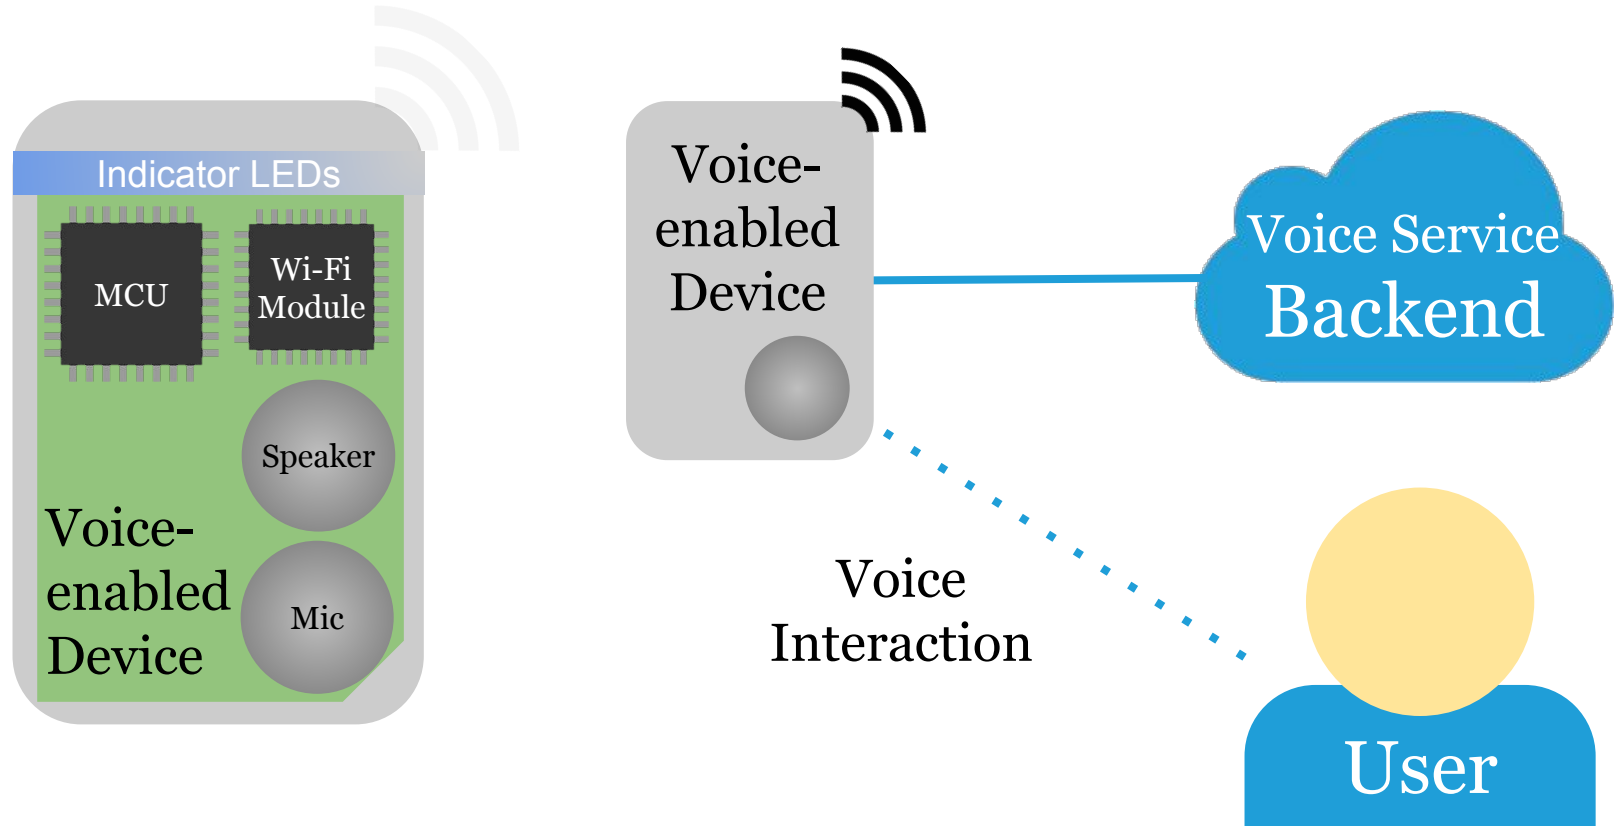 Indicator LEDs
MCU
Wi-Fi
Module
Speaker
Mic
Voice-
enabled
Device
Voice-
enabled
Device
Voice Service
Backend
Voice
Interaction
User